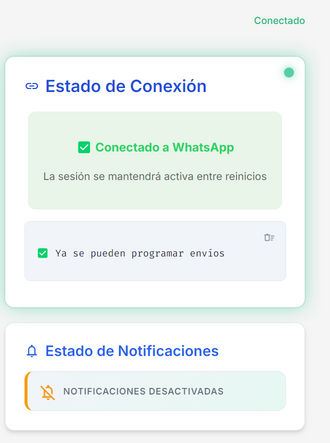 Conectado
Estado de Conexión
Conectado a WhatsApp
La sesión se mantendrá activa entre reinicios
Ya se pueden programar envíos
Estado de Notificaciones
NOTIFICACIONES DESACTIVADAS